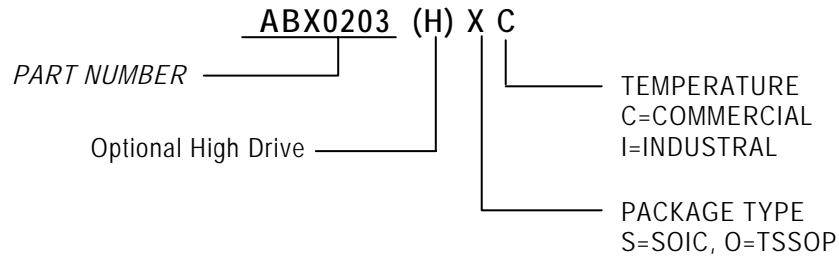 ABX0203 (H) X C
PART NUMBER
TEMPERATURE
C=COMMERCIAL
I=INDUSTRAL
Optional High Drive
PACKAGE TYPE
S=SOIC, O=TSSOP